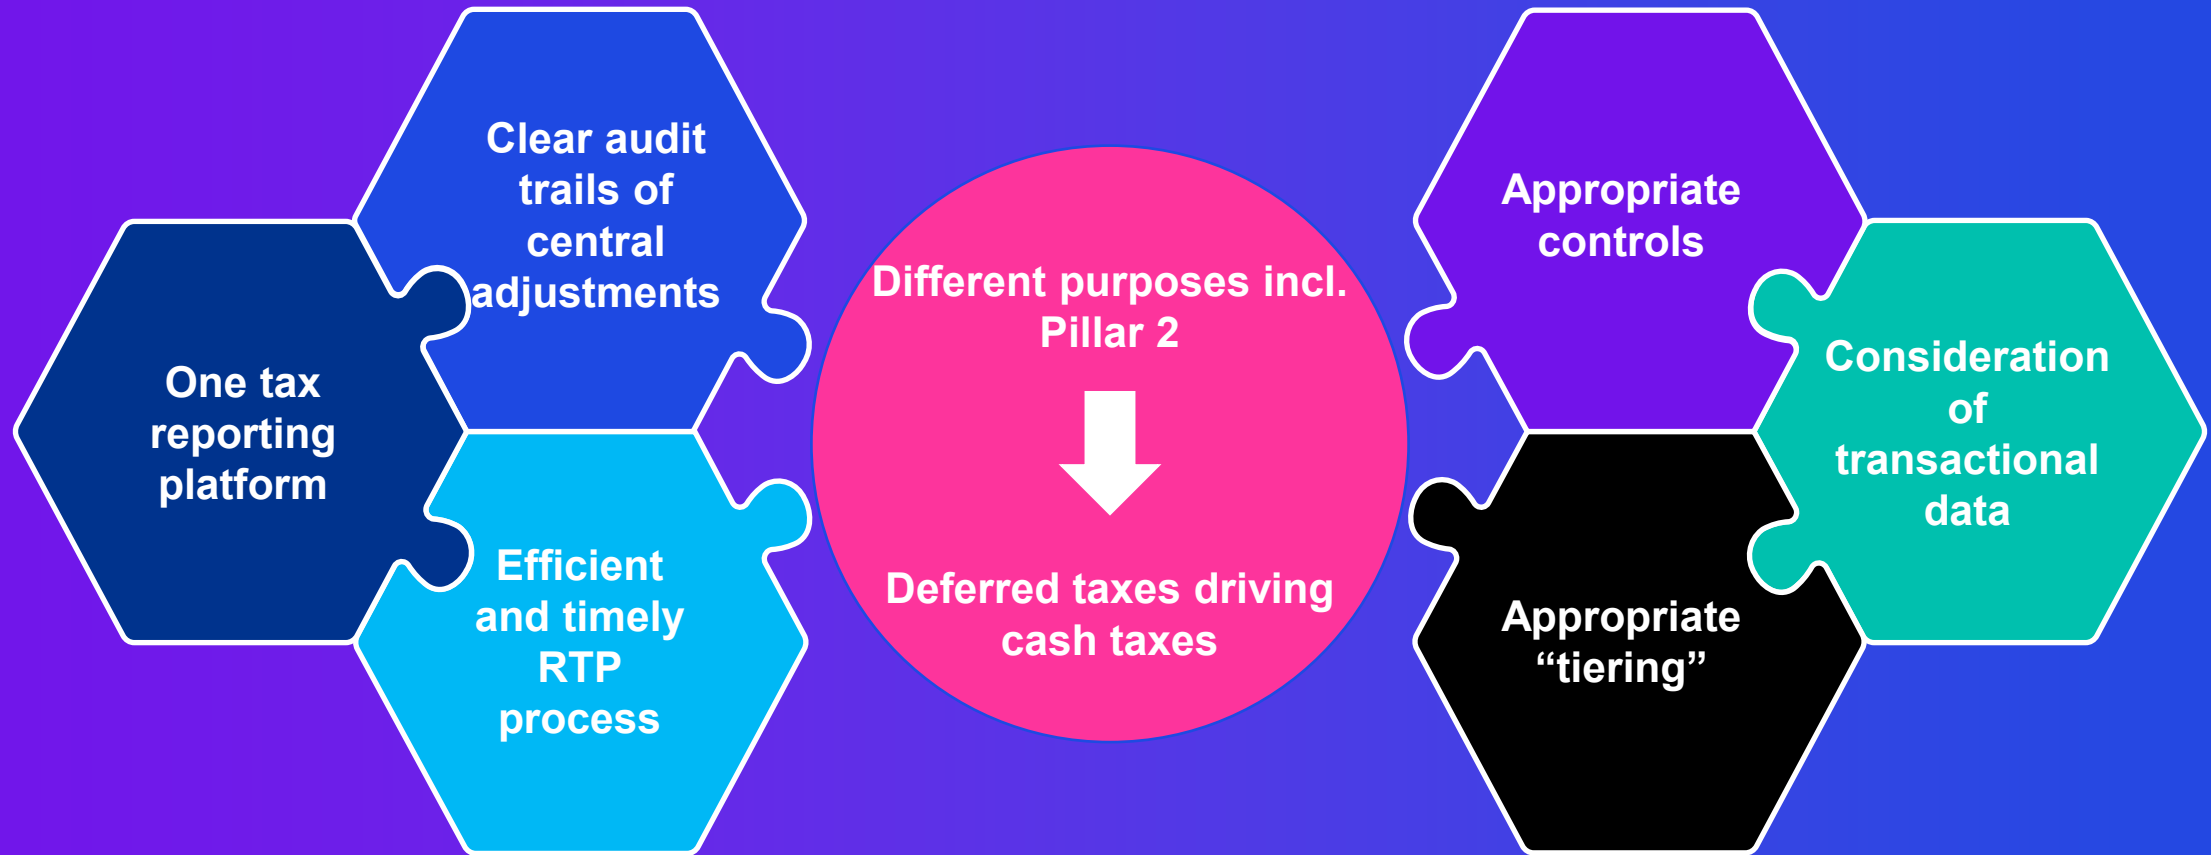 Clear audit
trails of
central
adjustments
One tax
reporting
platform
Efficient
and timely
RTP
process
Different purposes incl.
Pillar 2
Deferred taxes driving
cash taxes
Appropriate
controls
Consideration
of
transactional
data
Appropriate
“tiering”